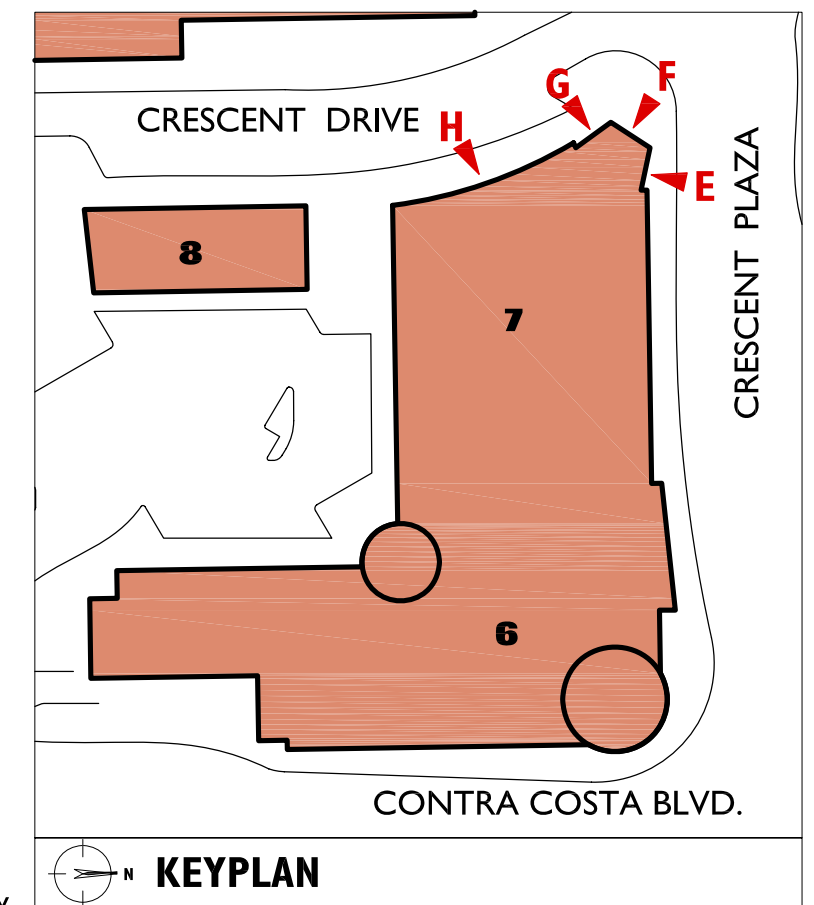 G
F
CRESCENT DRIVE
H
E
CRESCENT PLAZA
8
7
6
CONTRA COSTA BLVD.
N
KEYPLAN